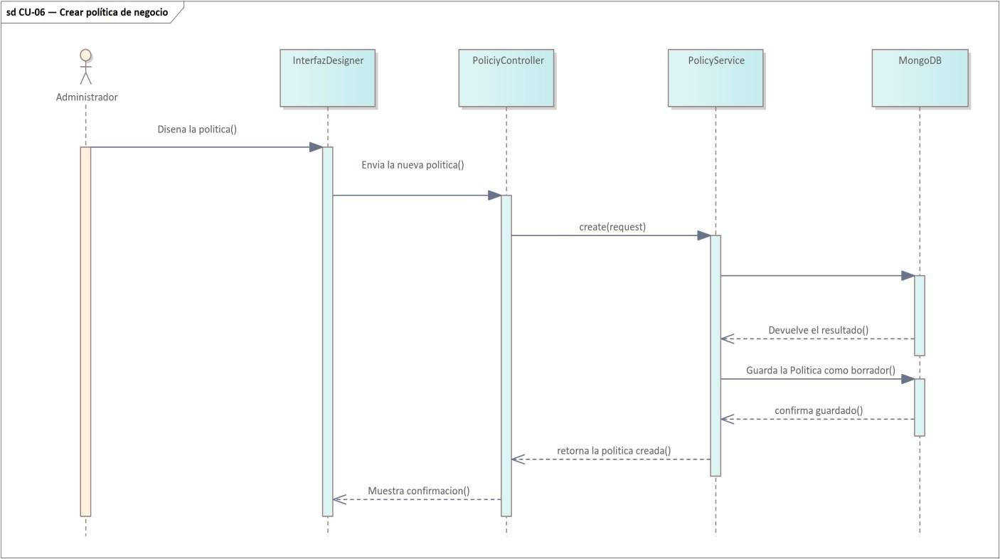 sd CU-06 — Crear política de negocio
Administrador
InterfazDesigner
PoliciyController
PolicyService
MongoDB
Disena la politica()
Envia la nueva politica()
create(request)
Devuelve el resultado()
Guarda la Politica como borrador()
confirma guardado()
retorna la politica creada()
Muestra confirmacion()